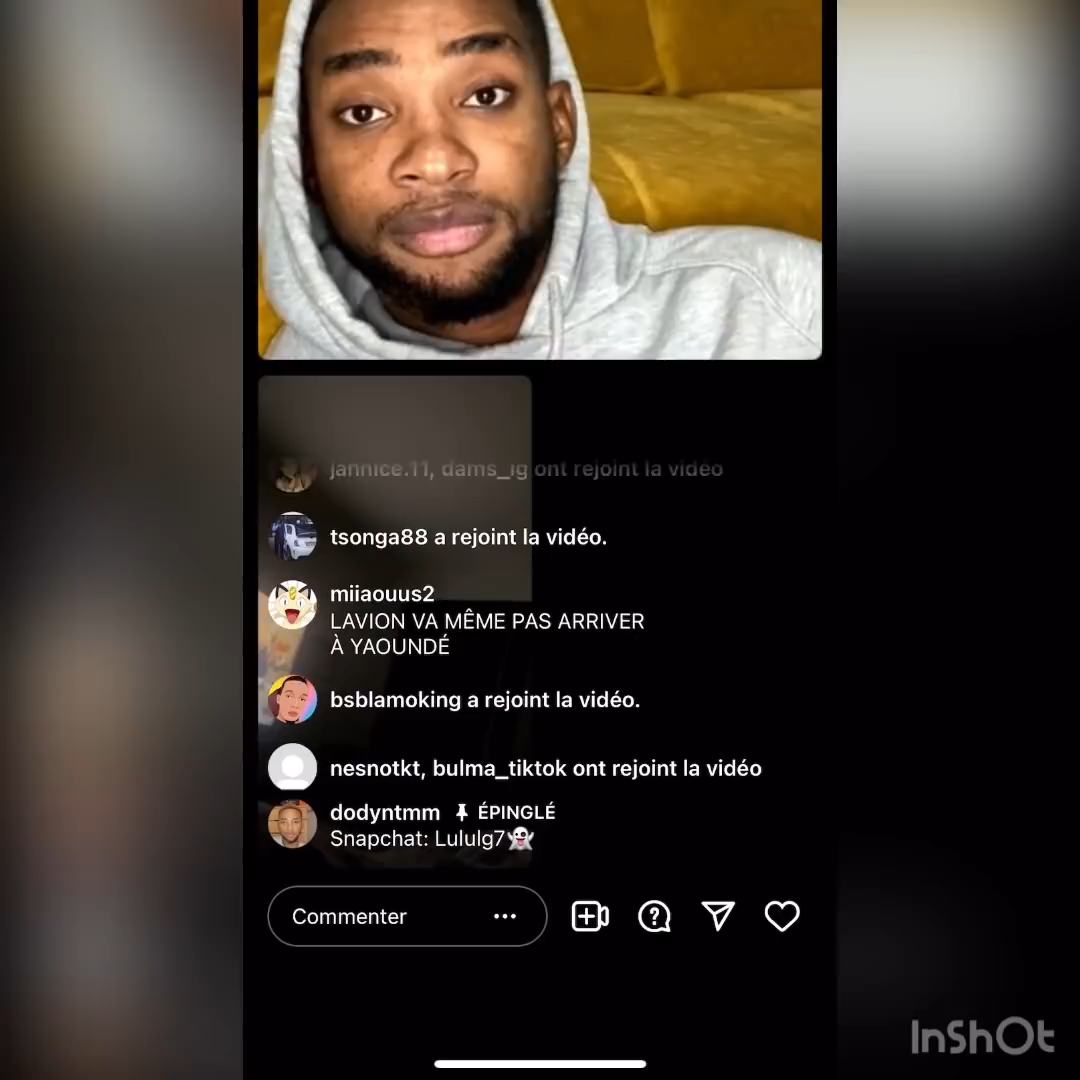 jannice.11, dams_ig ont rejoint la vidéo
tsonga88 a rejoint la vidéo.
miiaouus2
LAVION VA MÊME PAS ARRIVER
À YAOUNDÉ
bsblamoking a rejoint la vidéo.
nesnotkt, bulma_tiktok ont rejoint la vidéo
dodyntmm ÉPINGLÉ
Snapchat: Lululg7👻
Commenter
InShOt